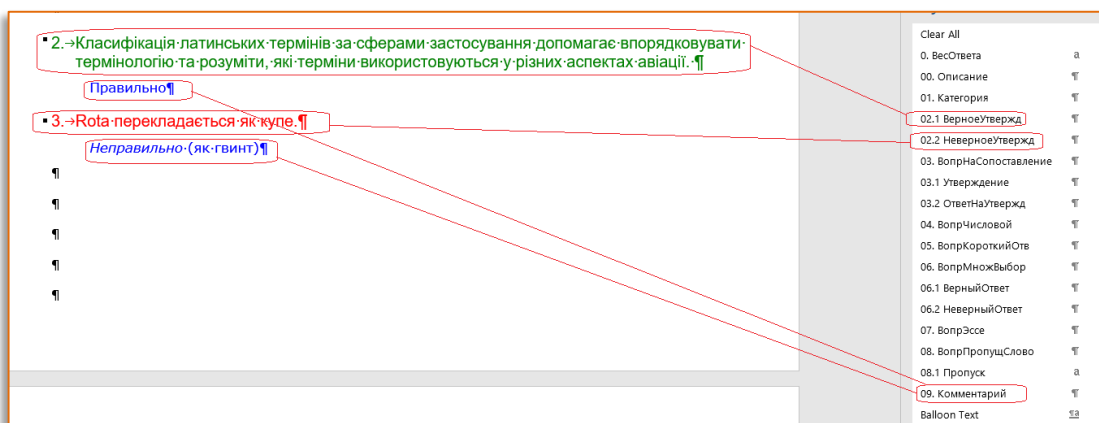 Clear All
0. ВесОтвета a
00. Описание ¶
01. Категория ¶
02.1 ВерноеУтвержд ¶
02.2 НеверноеУтвержд ¶
03. ВопрНаСопоставление ¶
03.1 Утверждение ¶
03.2 ОтветНаУтвержд ¶
04. ВопрЧисловой ¶
05. ВопрКороткийОтв ¶
06. ВопрМножВыбор ¶
06.1 ВерныйОтвет ¶
06.2 НеверныйОтвет ¶
07. ВопрЭссе ¶
08. ВопрПропущСлово ¶
08.1 Пропуск a
09. Комментарий ¶
Balloon Text ¶a
2.→Класифікація·латинських·термінів·за·сферами·застосування·допомагає·впорядковувати·
термінологію·та·розуміти,·які·терміни·використовуються·у·різних·аспектах·авіації.·¶
Правильно¶
3.→Rota·перекладається·як·купе.¶
Неправильно·(як·гвинт)¶
¶
¶
¶
¶
¶